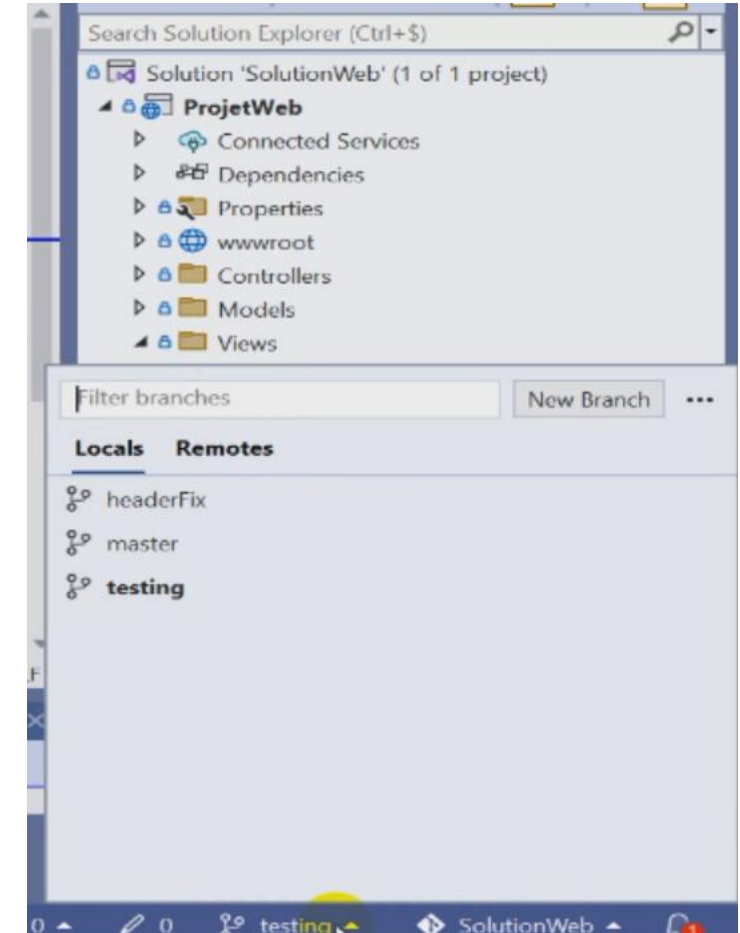 Search Solution Explorer (Ctrl+$)
Solution 'SolutionWeb' (1 of 1 project)
ProjetWeb
Connected Services
Dependencies
Properties
wwwroot
Controllers
Models
Views
Filter branches New Branch ...
Locals Remotes
headerFix
master
testing
F
0 0 testing SolutionWeb 1